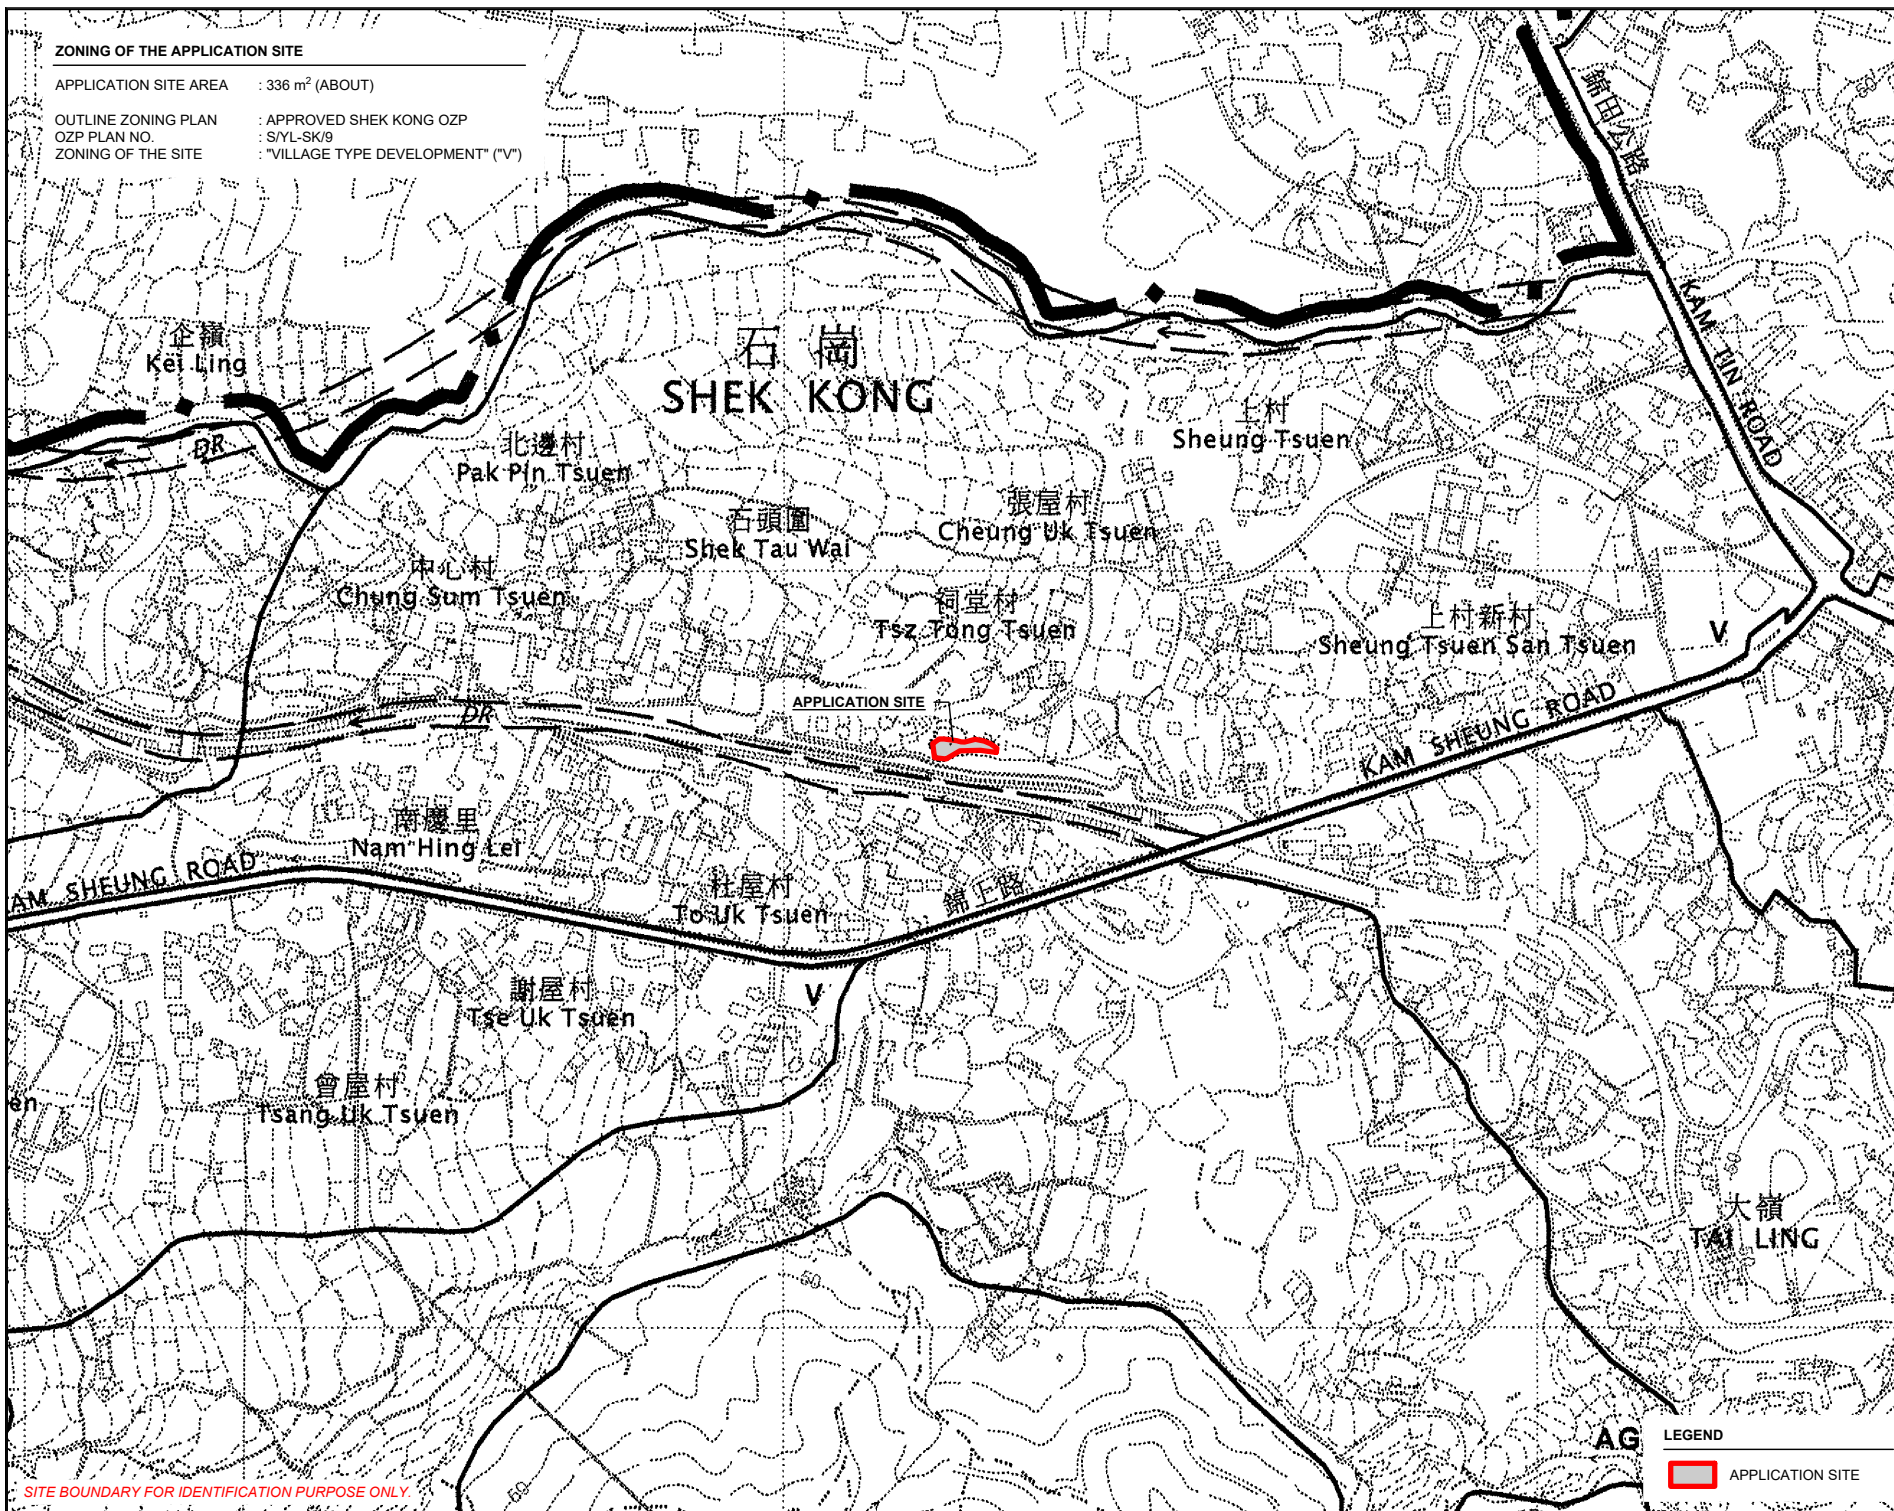 ZONING OF THE APPLICATION SITE
APPLICATION SITE AREA : 336 m² (ABOUT)
OUTLINE ZONING PLAN : APPROVED SHEK KONG OZP
OZP PLAN NO. : S/YL-SK/9
ZONING OF THE SITE : "VILLAGE TYPE DEVELOPMENT" ("V")
錦田公路
50
KAM TIN ROAD
企嶺
Kei Ling
石崗
SHEK KONG
上村
Sheung Tsuen
DR
北邊村
Pak Pin Tsuen
石頭圍
Shek Tau Wai
張屋村
Cheung Uk Tsuen
中心村
Chung Sum Tsuen
祠堂村
Tsz Tong Tsuen
上村新村
Sheung Tsuen San Tsuen
V
APPLICATION SITE
DR
KAM SHEUNG ROAD
南慶里
Nam Hing Lei
AM SHEUNG ROAD
杜屋村
To Uk Tsuen
錦上路
謝屋村
Tse Uk Tsuen
V
曾屋村
Tsang Uk Tsuen
en
50
大嶺
TAI LING
50
50
60
AG
LEGEND
APPLICATION SITE
SITE BOUNDARY FOR IDENTIFICATION PURPOSE ONLY.